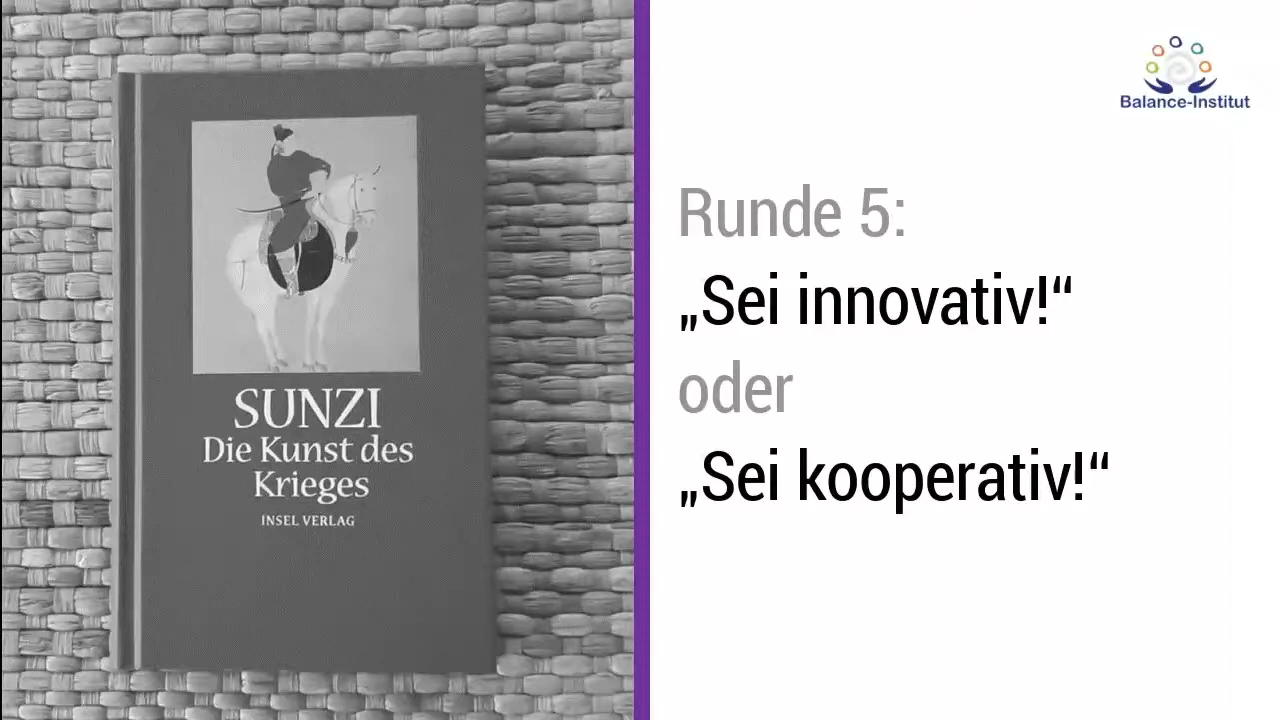 SUNZI
Die Kunst des
Krieges
INSEL VERLAG
Balance-Institut
Runde 5:
„Sei innovativ!“
oder
„Sei kooperativ!“